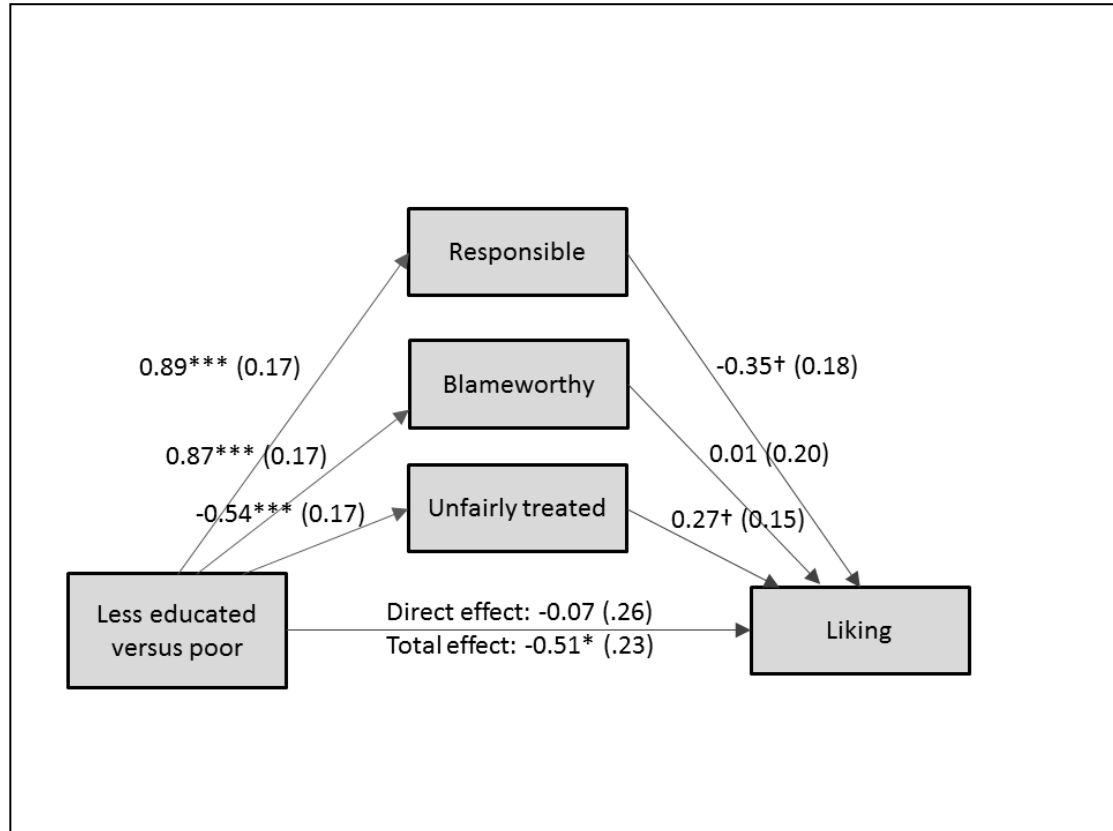 Responsible
0.89*** (0.17)
-0.35† (0.18)
Blameworthy
0.87*** (0.17)
0.01 (0.20)
Unfairly treated
-0.54*** (0.17)
0.27† (0.15)
Less educated
versus poor
Direct effect: -0.07 (.26)
Total effect: -0.51* (.23)
Liking